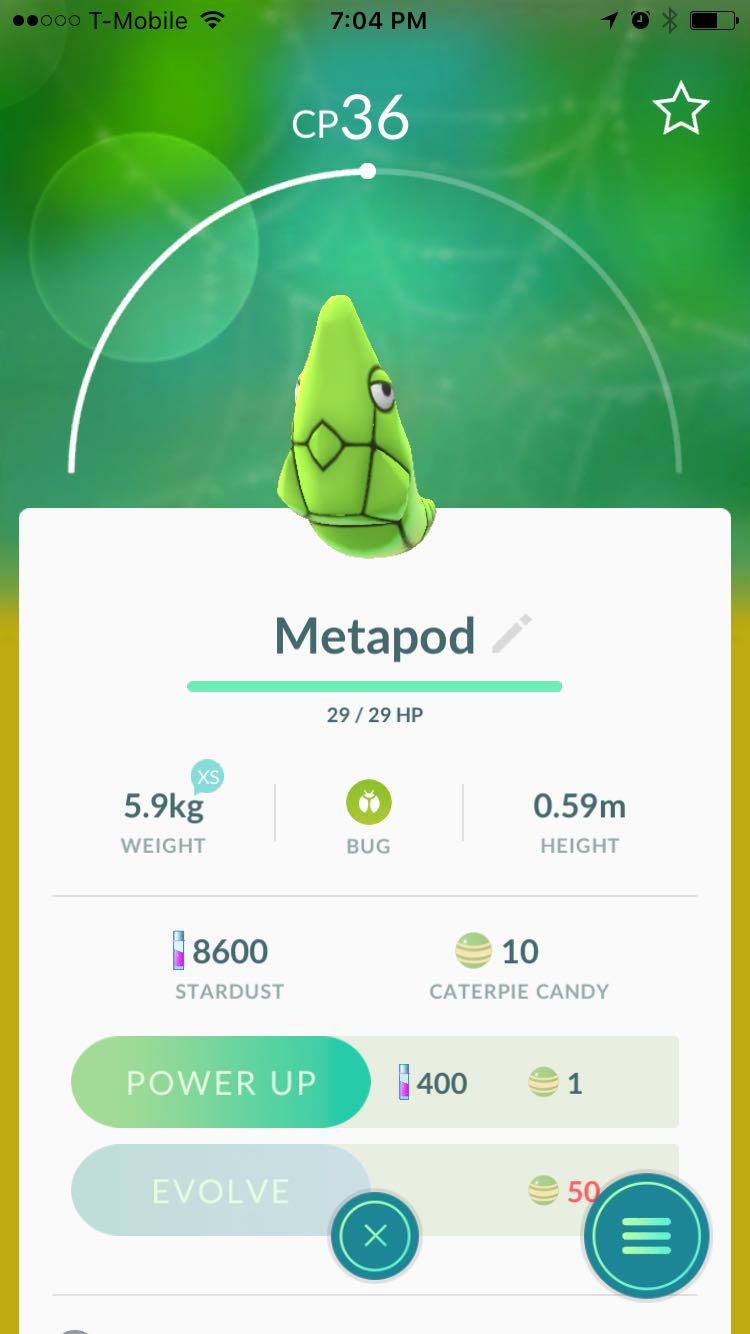 T-Mobile 7:04 PM
CP36
Metapod
29 / 29 HP
XS
5.9kg 0.59m
WEIGHT BUG HEIGHT
8600 10
STARDUST CATERPIE CANDY
POWER UP 400 1
EVOLVE 50